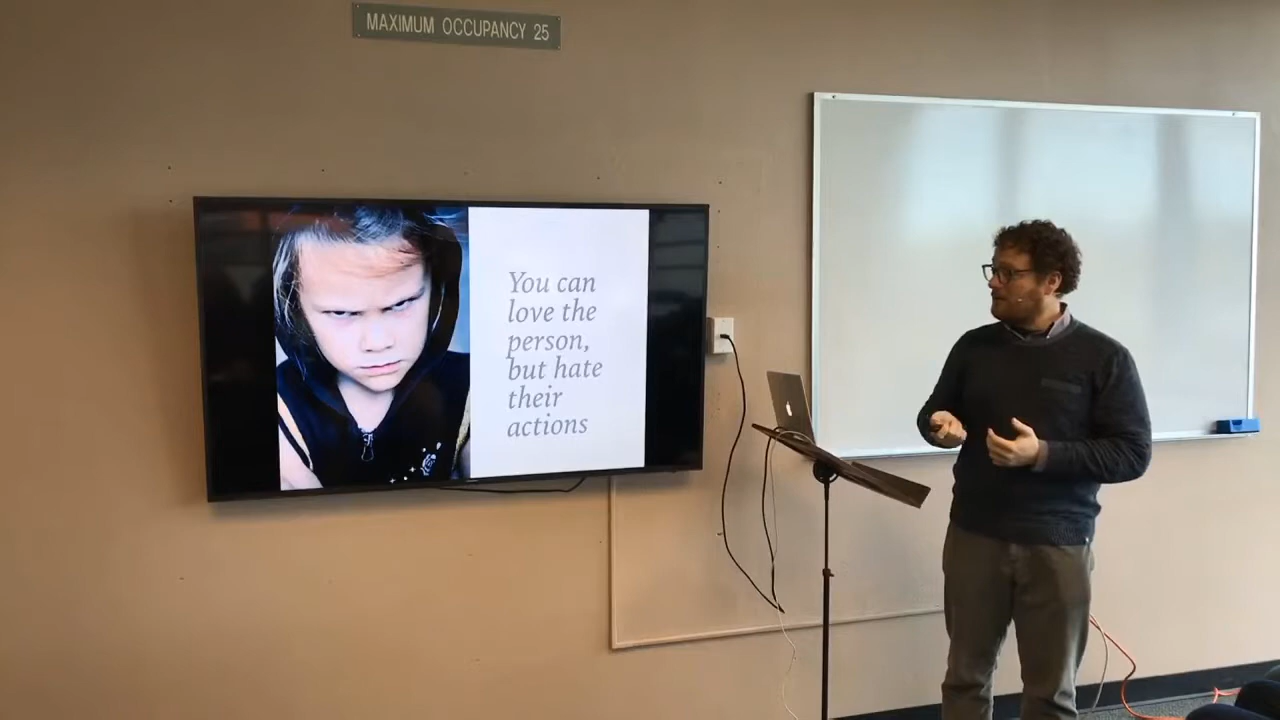 MAXIMUM OCCUPANCY 25
You can
love the
person,
but hate
their
actions